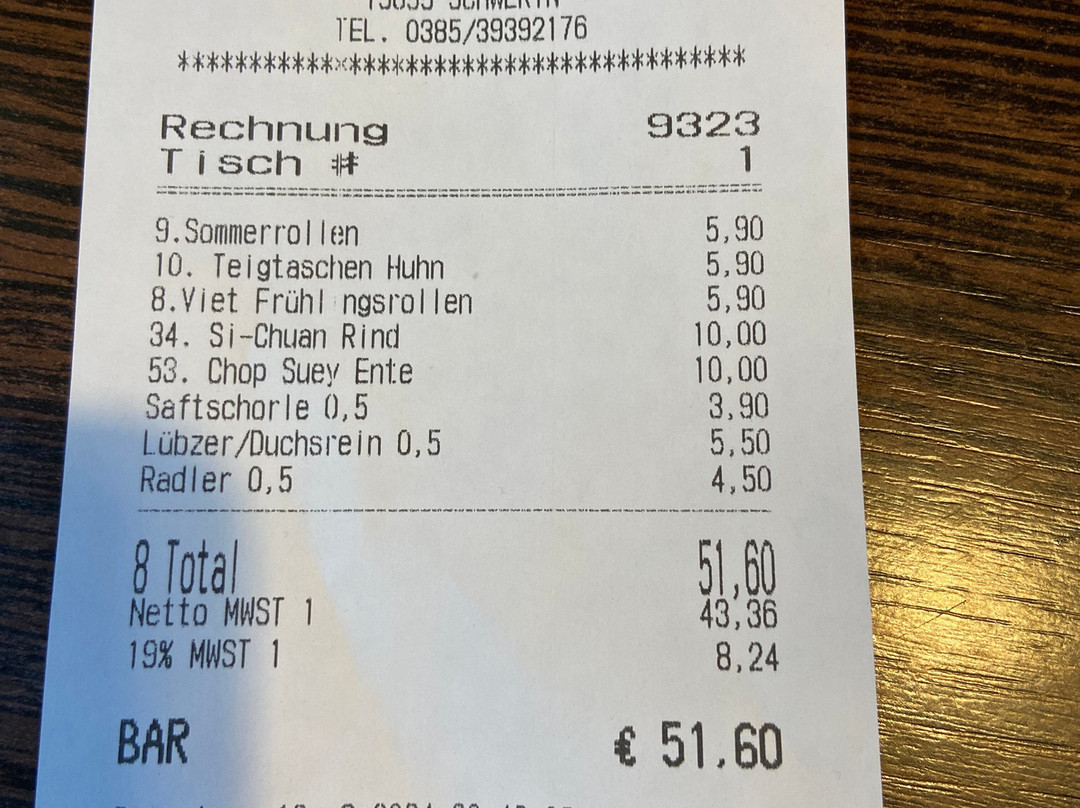 TEL. 0385/39392176
****************************************
Rechnung 9323
Tisch # 1
9.Sommerrollen 5,90
10. Teigtaschen Huhn 5,90
8.Viet Frühlingsrollen 5,90
34. Si-Chuan Rind 10,00
53. Chop Suey Ente 10,00
Saftschorle 0,5 3,90
Lübzer/Duchsrein 0,5 5,50
Radler 0,5 4,50
8 Total 51,60
Netto MWST 1 43,36
19% MWST 1 8,24
BAR € 51.60